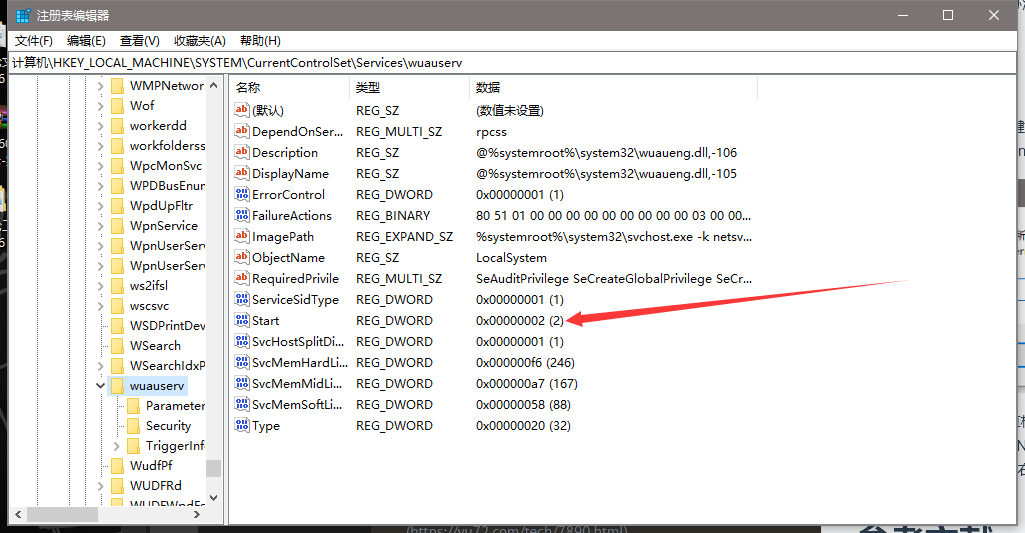 注册表编辑器
文件(F) 编辑(E) 查看(V) 收藏夹(A) 帮助(H)
计算机\HKEY_LOCAL_MACHINE\SYSTEM\CurrentControlSet\Services\wuauserv
WMPNetwor
Wof
workerdd
workfolderss
WpcMonSvc
WPDBusEnum
WpdUpFltr
WpnService
WpnUserServ
WpnUserServ
ws2ifsl
wscsvc
WSDPrintDev
WSearch
WSearchIdxP
wuauserv
Parameter
Security
TriggerInfo
WudfPf
WUDFRd
WUDFWpdFs
名称 类型 数据
(默认) REG_SZ (数值未设置)
DependOnSer... REG_MULTI_SZ rpcss
Description REG_SZ @%systemroot%\system32\wuaueng.dll,-106
DisplayName REG_SZ @%systemroot%\system32\wuaueng.dll,-105
ErrorControl REG_DWORD 0x00000001 (1)
FailureActions REG_BINARY 80 51 01 00 00 00 00 00 00 00 00 00 03 00 00...
ImagePath REG_EXPAND_SZ %systemroot%\system32\svchost.exe -k netsv...
ObjectName REG_SZ LocalSystem
RequiredPrivile REG_MULTI_SZ SeAuditPrivilege SeCreateGlobalPrivilege SeCr...
ServiceSidType REG_DWORD 0x00000001 (1)
Start REG_DWORD 0x00000002 (2)
SvcHostSplitDi... REG_DWORD 0x00000001 (1)
SvcMemHardLi... REG_DWORD 0x000000f6 (246)
SvcMemMidLi... REG_DWORD 0x000000a7 (167)
SvcMemSoftLi... REG_DWORD 0x00000058 (88)
Type REG_DWORD 0x00000020 (32)
(https://yu72.com/tech/7890.html)